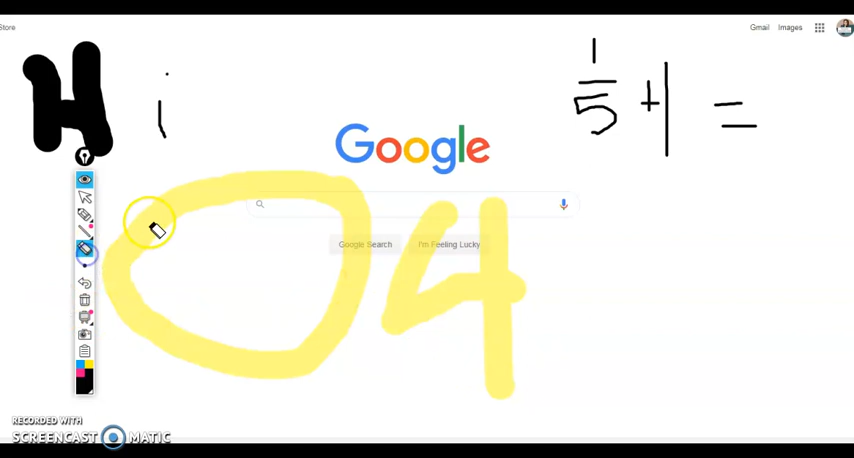 Store
Gmail Images
Hi
1/5 + 1 =
Google
04
Google Search I'm Feeling Lucky
RECORDED WITH
SCREENCAST MATIC